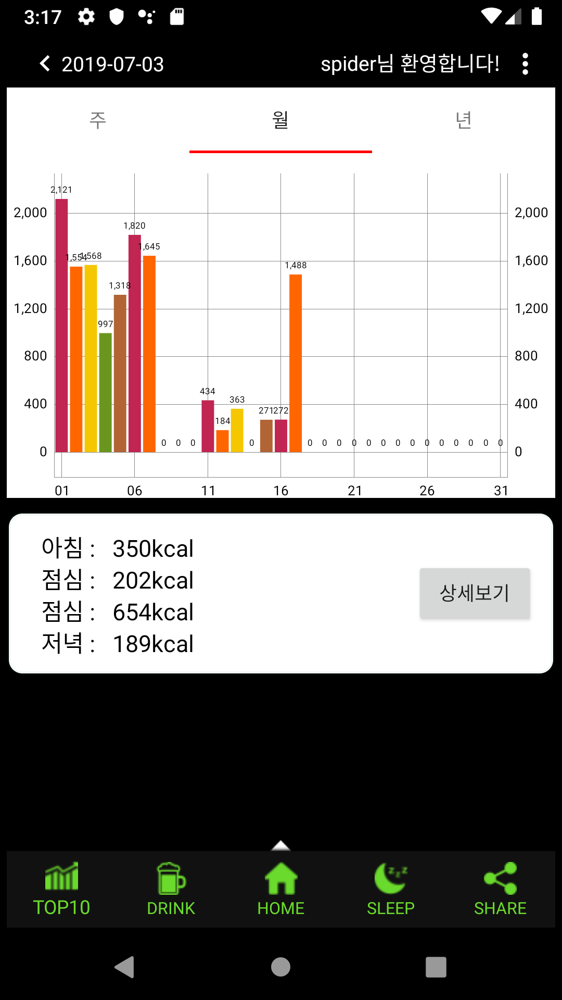 3:17
2019-07-03 spider님 환영합니다!
주 월 년
2,121
2,000 2,000
1,820
1,645
1,554 1,568
1,600 1,600
1,488
1,318
1,200 1,200
997
800 800
434
363
400 400
271 272
184
0 0 0 0 0 0 0 0 0 0 0 0 0 0 0 0 0 0
0 0
01 06 11 16 21 26 31
아침 : 350kcal
점심 : 202kcal
점심 : 654kcal
저녁 : 189kcal
상세보기
TOP10 DRINK HOME SLEEP SHARE